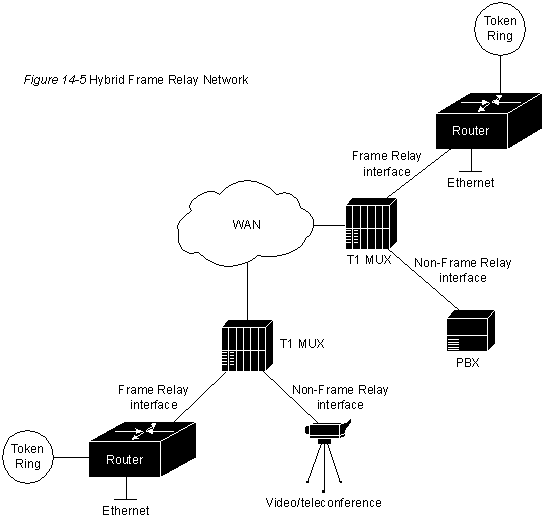 Token
Ring
Figure 14-5 Hybrid Frame Relay Network
Router
Frame Relay
interface
Ethernet
WAN
T1 MUX
Non-Frame Relay
interface
PBX
T1 MUX
Frame Relay
interface
Non-Frame Relay
interface
Token
Ring
Router
Ethernet
Video/teleconference